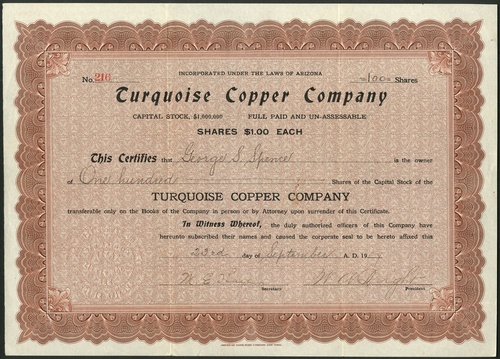 INCORPORATED UNDER THE LAWS OF ARIZONA
No. 216 100 Shares
Turquoise Copper Company
CAPITAL STOCK, $1,000,000 FULL PAID AND UN-ASSESSABLE
SHARES $1.00 EACH
This Certifies that George S. Spence is the owner
of One hundred Shares of the Capital Stock of the
TURQUOISE COPPER COMPANY
transferable only on the Books of the Company in person or by Attorney upon surrender of this Certificate.
In Witness Whereof, the duly authorized officers of this Company have
hereunto subscribed their names and caused the corporate seal to be hereto affixed this
23rd day of September A. D. 19
M. E.
Secretary President